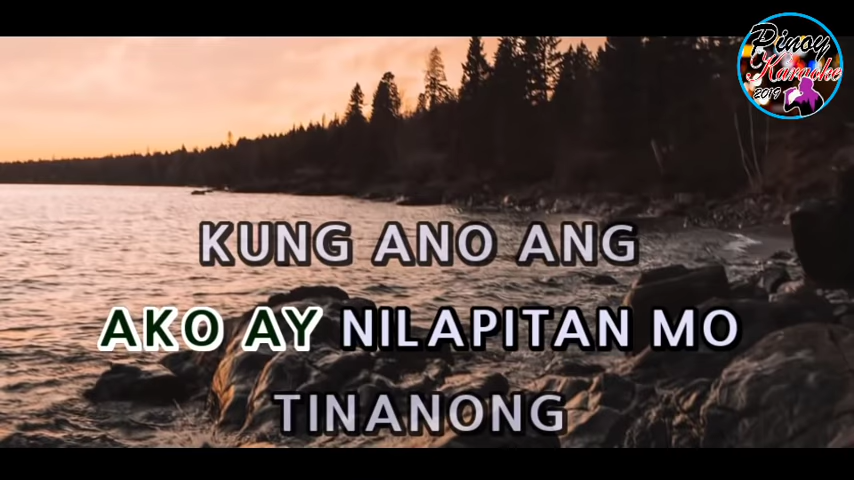 Pinoy
Karaoke
2019
KUNG ANO ANG
AKO AY NILAPITAN MO
TINANONG